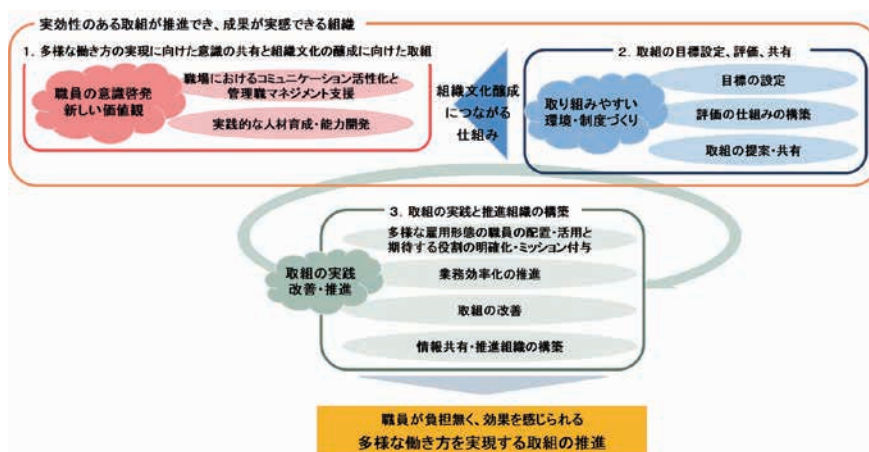 実効性のある取組が推進でき、成果が実感できる組織
1．多様な働き方の実現に向けた意識の共有と組織文化の醸成に向けた取組
職員の意識啓発
新しい価値観
職場におけるコミュニケーション活性化と
管理職マネジメント支援
実践的な人材育成・能力開発
組織文化醸成
につながる
仕組み
2．取組の目標設定、評価、共有
取り組みやすい
環境・制度づくり
目標の設定
評価の仕組みの構築
取組の提案・共有
3．取組の実践と推進組織の構築
取組の実践
改善・推進
多様な雇用形態の職員の配置・活用と
期待する役割の明確化・ミッション付与
業務効率化の推進
取組の改善
情報共有・推進組織の構築
職員が負担無く、効果を感じられる
多様な働き方を実現する取組の推進